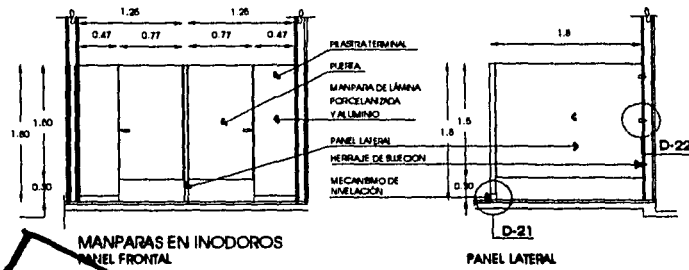 1.26 1.26
0.47 0.77 0.77 0.47
1.80
0.30
PILASTRA TERMINAL
PUERTA
MANPARA DE LÁMINA
PORCELANIZADA
Y ALUMINIO
PANEL LATERAL
HERRAJE DE SUJECIÓN
MECANISMO DE
NIVELACIÓN
MANPARAS EN INODOROS
PANEL FRONTAL
1.8
1.8
1.5
0.30
D-22
D-21
PANEL LATERAL